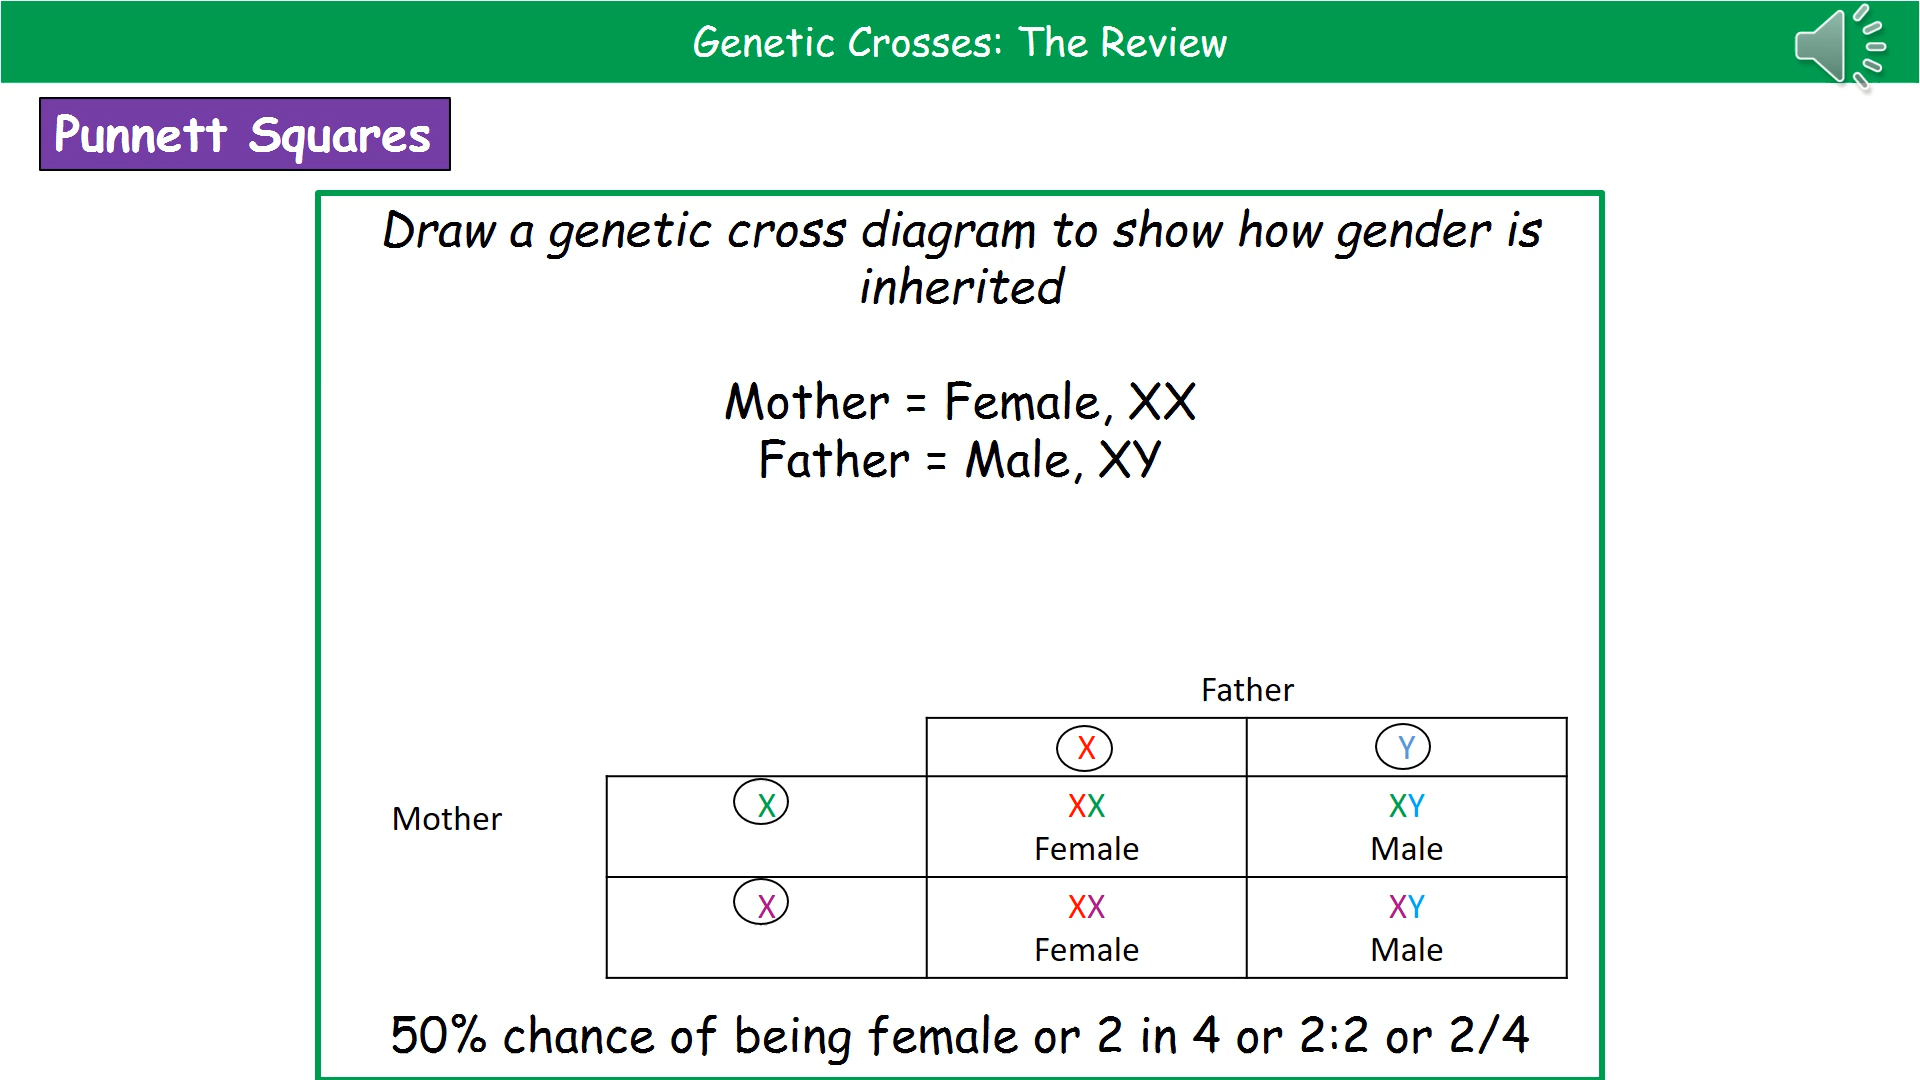 Genetic Crosses: The Review
Punnett Squares
Draw a genetic cross diagram to show how gender is
inherited
Mother = Female, XX
Father = Male, XY
Father
X Y
Mother
X XX XY
Female Male
X XX XY
Female Male
50% chance of being female or 2 in 4 or 2:2 or 2/4